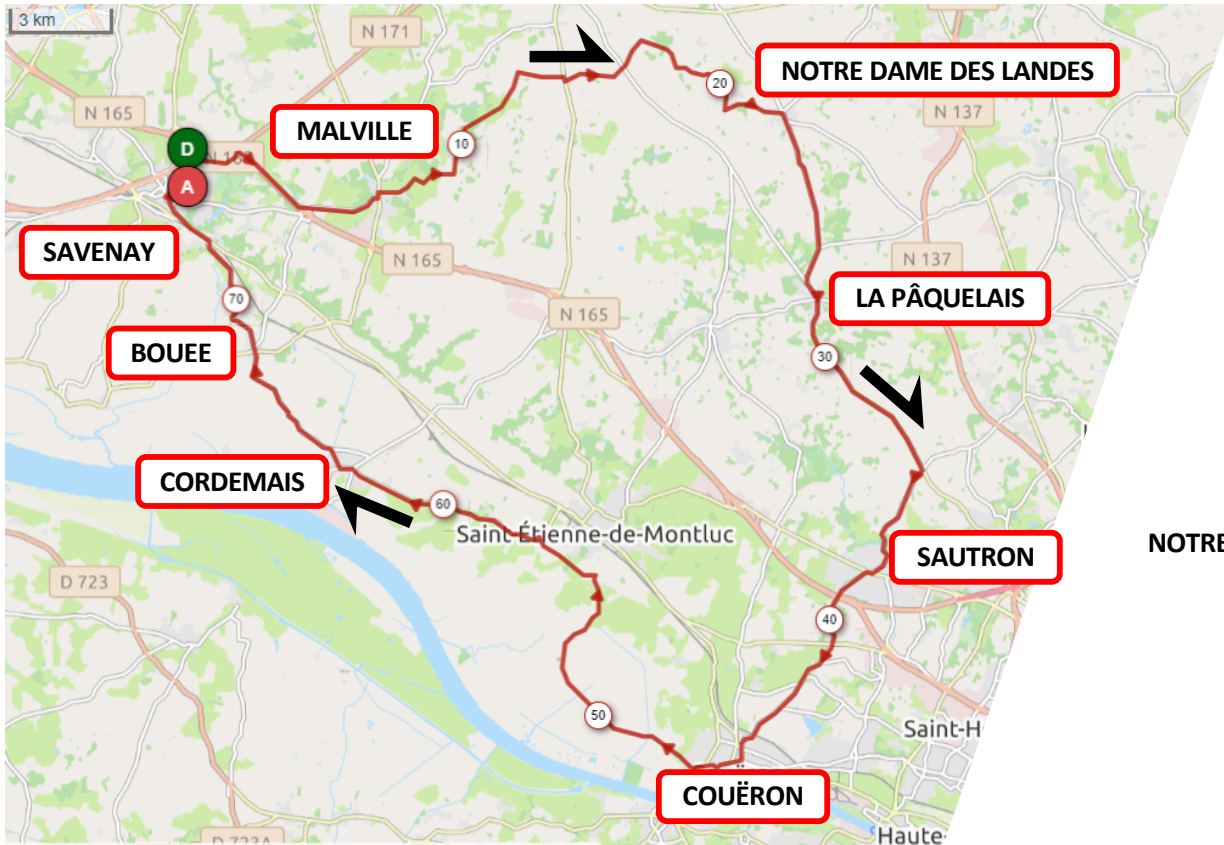 3 km
N 171
NOTRE DAME DES LANDES
20
N 165
MALVILLE
N 137
10
D
A
SAVENAY
N 165
N 137
70
LA PÂQUELAIS
N 165
BOUEE
30
CORDEMAIS
60
Saint-Étienne-de-Montluc
SAUTRON
NOTRE
D 723
40
50
Saint-H
COUËRON
D 723A
Haute-